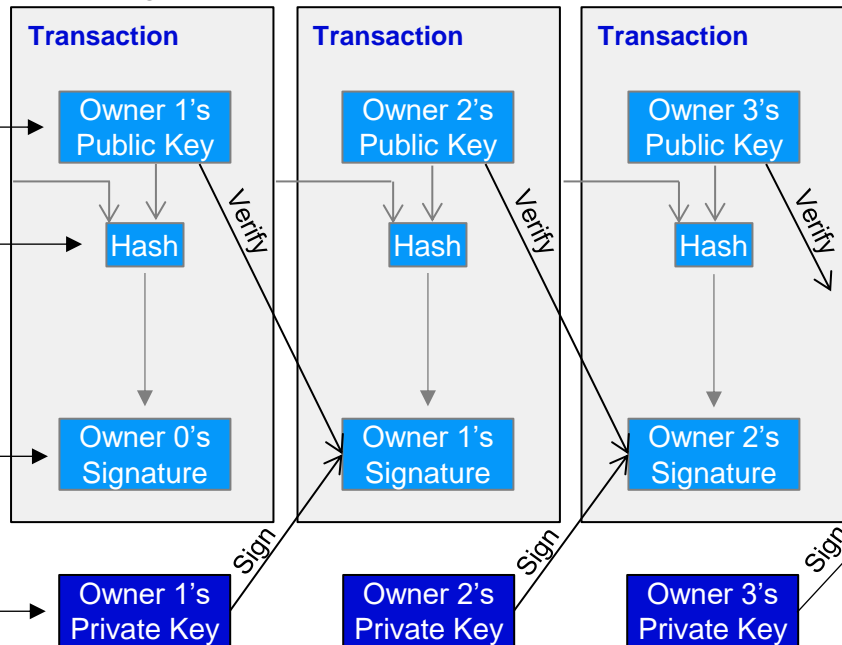 Transaction
Transaction
Transaction
Owner 1's
Public Key
Owner 2's
Public Key
Owner 3's
Public Key
Verify
Verify
Verify
Hash
Hash
Hash
Owner 0's
Signature
Owner 1's
Signature
Owner 2's
Signature
Sign
Sign
Sign
Owner 1's
Private Key
Owner 2's
Private Key
Owner 3's
Private Key